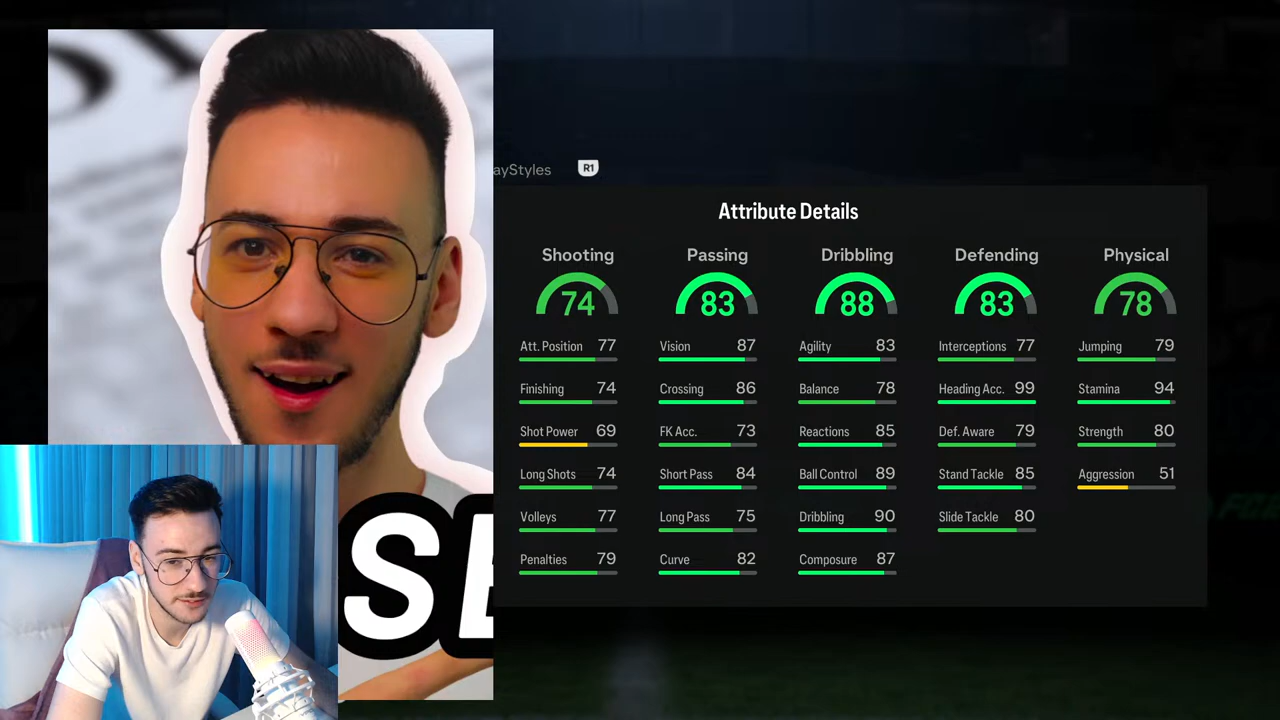 ayStyles R1
Attribute Details
Shooting Passing Dribbling Defending Physical
74 83 88 83 78
Att. Position 77 Vision 87 Agility 83 Interceptions 77 Jumping 79
Finishing 74 Crossing 86 Balance 78 Heading Acc. 99 Stamina 94
Shot Power 69 FK Acc. 73 Reactions 85 Def. Aware 79 Strength 80
Long Shots 74 Short Pass 84 Ball Control 89 Stand Tackle 85 Aggression 51
Volleys 77 Long Pass 75 Dribbling 90 Slide Tackle 80
Penalties 79 Curve 82 Composure 87